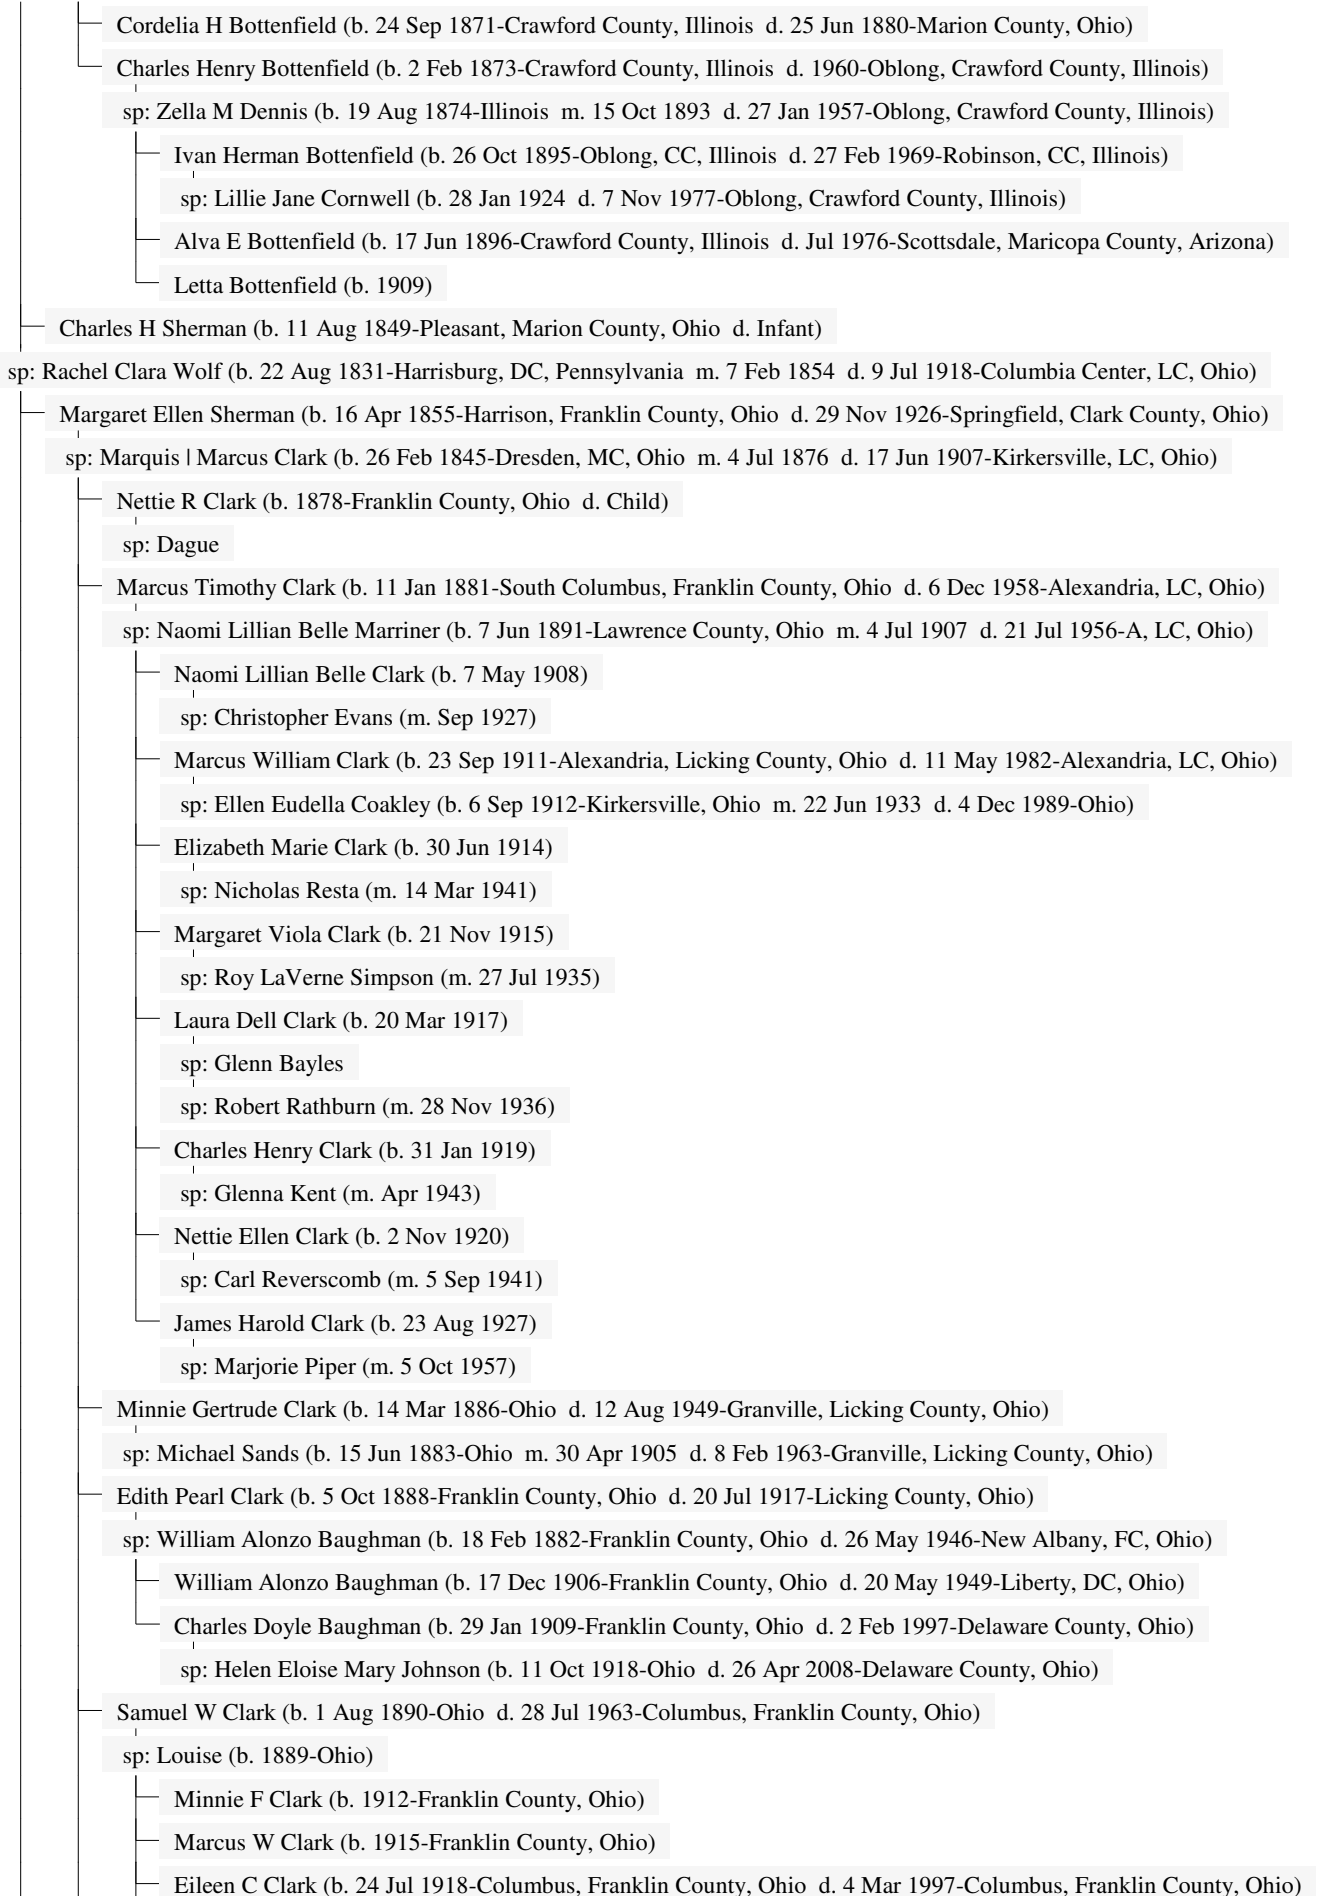 Cordelia H Bottenfield (b. 24 Sep 1871-Crawford County, Illinois d. 25 Jun 1880-Marion County, Ohio)
Charles Henry Bottenfield (b. 2 Feb 1873-Crawford County, Illinois d. 1960-Oblong, Crawford County, Illinois)
sp: Zella M Dennis (b. 19 Aug 1874-Illinois m. 15 Oct 1893 d. 27 Jan 1957-Oblong, Crawford County, Illinois)
Ivan Herman Bottenfield (b. 26 Oct 1895-Oblong, CC, Illinois d. 27 Feb 1969-Robinson, CC, Illinois)
sp: Lillie Jane Cornwell (b. 28 Jan 1924 d. 7 Nov 1977-Oblong, Crawford County, Illinois)
Alva E Bottenfield (b. 17 Jun 1896-Crawford County, Illinois d. Jul 1976-Scottsdale, Maricopa County, Arizona)
Letta Bottenfield (b. 1909)
Charles H Sherman (b. 11 Aug 1849-Pleasant, Marion County, Ohio d. Infant)
sp: Rachel Clara Wolf (b. 22 Aug 1831-Harrisburg, DC, Pennsylvania m. 7 Feb 1854 d. 9 Jul 1918-Columbia Center, LC, Ohio)
Margaret Ellen Sherman (b. 16 Apr 1855-Harrison, Franklin County, Ohio d. 29 Nov 1926-Springfield, Clark County, Ohio)
sp: Marquis | Marcus Clark (b. 26 Feb 1845-Dresden, MC, Ohio m. 4 Jul 1876 d. 17 Jun 1907-Kirkersville, LC, Ohio)
Nettie R Clark (b. 1878-Franklin County, Ohio d. Child)
sp: Dague
Marcus Timothy Clark (b. 11 Jan 1881-South Columbus, Franklin County, Ohio d. 6 Dec 1958-Alexandria, LC, Ohio)
sp: Naomi Lillian Belle Marriner (b. 7 Jun 1891-Lawrence County, Ohio m. 4 Jul 1907 d. 21 Jul 1956-A, LC, Ohio)
Naomi Lillian Belle Clark (b. 7 May 1908)
sp: Christopher Evans (m. Sep 1927)
Marcus William Clark (b. 23 Sep 1911-Alexandria, Licking County, Ohio d. 11 May 1982-Alexandria, LC, Ohio)
sp: Ellen Eudella Coakley (b. 6 Sep 1912-Kirkersville, Ohio m. 22 Jun 1933 d. 4 Dec 1989-Ohio)
Elizabeth Marie Clark (b. 30 Jun 1914)
sp: Nicholas Resta (m. 14 Mar 1941)
Margaret Viola Clark (b. 21 Nov 1915)
sp: Roy LaVerne Simpson (m. 27 Jul 1935)
Laura Dell Clark (b. 20 Mar 1917)
sp: Glenn Bayles
sp: Robert Rathburn (m. 28 Nov 1936)
Charles Henry Clark (b. 31 Jan 1919)
sp: Glenna Kent (m. Apr 1943)
Nettie Ellen Clark (b. 2 Nov 1920)
sp: Carl Reverscomb (m. 5 Sep 1941)
James Harold Clark (b. 23 Aug 1927)
sp: Marjorie Piper (m. 5 Oct 1957)
Minnie Gertrude Clark (b. 14 Mar 1886-Ohio d. 12 Aug 1949-Granville, Licking County, Ohio)
sp: Michael Sands (b. 15 Jun 1883-Ohio m. 30 Apr 1905 d. 8 Feb 1963-Granville, Licking County, Ohio)
Edith Pearl Clark (b. 5 Oct 1888-Franklin County, Ohio d. 20 Jul 1917-Licking County, Ohio)
sp: William Alonzo Baughman (b. 18 Feb 1882-Franklin County, Ohio d. 26 May 1946-New Albany, FC, Ohio)
William Alonzo Baughman (b. 17 Dec 1906-Franklin County, Ohio d. 20 May 1949-Liberty, DC, Ohio)
Charles Doyle Baughman (b. 29 Jan 1909-Franklin County, Ohio d. 2 Feb 1997-Delaware County, Ohio)
sp: Helen Eloise Mary Johnson (b. 11 Oct 1918-Ohio d. 26 Apr 2008-Delaware County, Ohio)
Samuel W Clark (b. 1 Aug 1890-Ohio d. 28 Jul 1963-Columbus, Franklin County, Ohio)
sp: Louise (b. 1889-Ohio)
Minnie F Clark (b. 1912-Franklin County, Ohio)
Marcus W Clark (b. 1915-Franklin County, Ohio)
Eileen C Clark (b. 24 Jul 1918-Columbus, Franklin County, Ohio d. 4 Mar 1997-Columbus, Franklin County, Ohio)